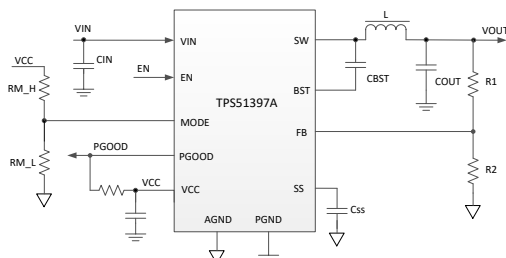 VIN
CIN
EN
VCC
RM_H
RM_L
PGOOD
VCC
VIN
EN
MODE
PGOOD
VCC
TPS51397A
SW
BST
FB
SS
AGND
PGND
L
VOUT
CBST
COUT
R1
R2
Css